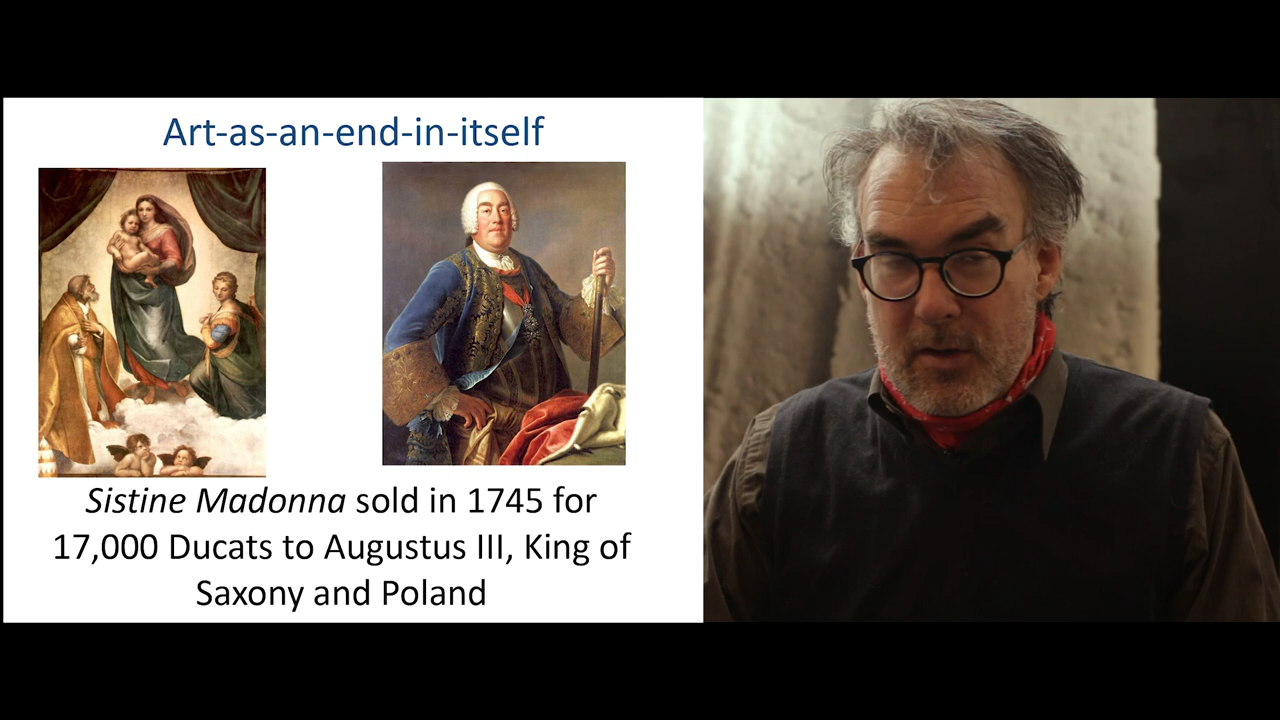 Art-as-an-end-in-itself
Sistine Madonna sold in 1745 for
17,000 Ducats to Augustus III, King of
Saxony and Poland